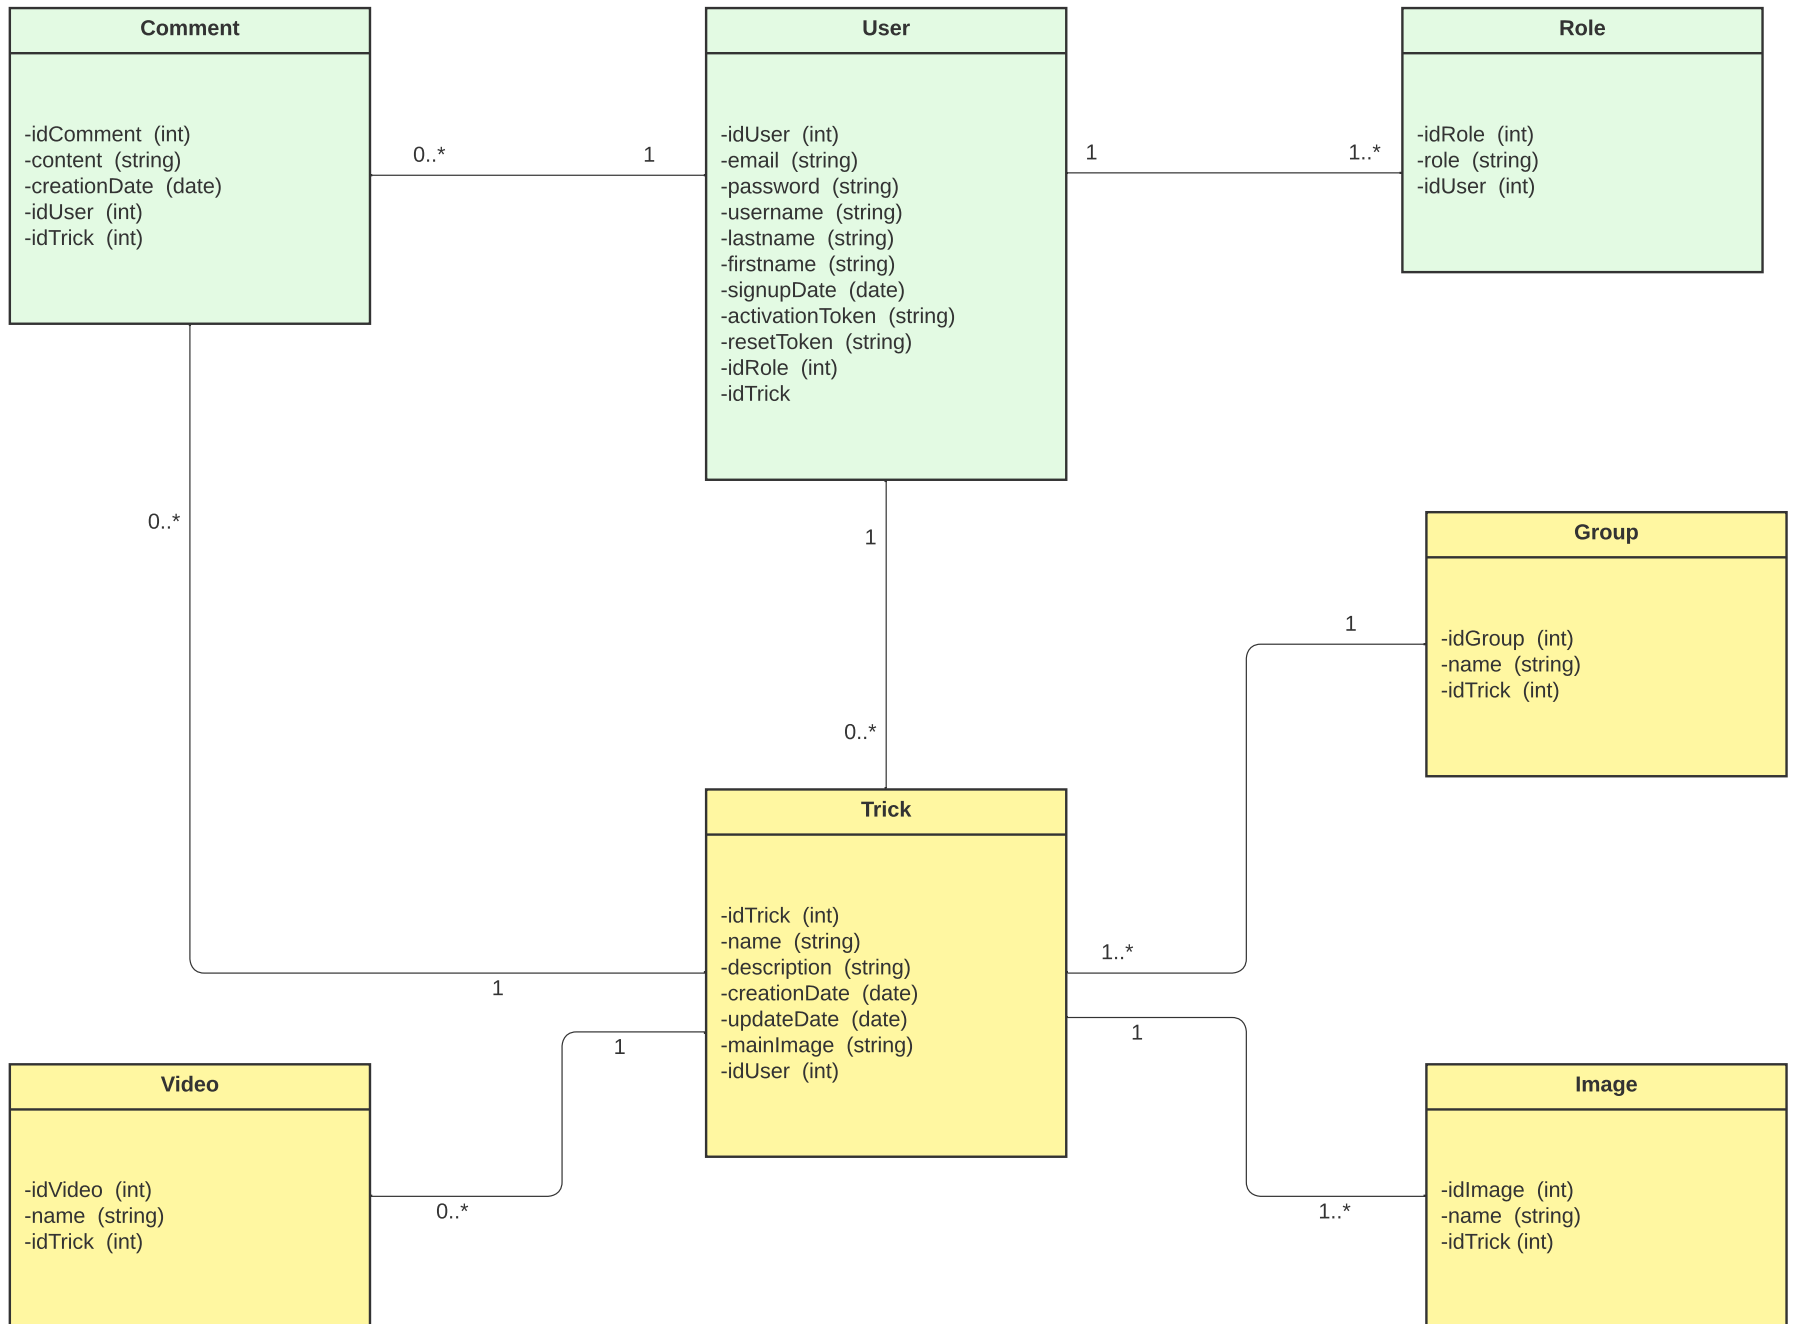 Comment
-idComment  (int)
-content  (string)
-creationDate  (date)
-idUser  (int)
-idTrick  (int)
0..*
1
User
-idUser  (int)
-email  (string)
-password  (string)
-username  (string)
-lastname  (string)
-firstname  (string)
-signupDate  (date)
-activationToken  (string)
-resetToken  (string)
-idRole  (int)
-idTrick
1
1..*
Role
-idRole  (int)
-role  (string)
-idUser  (int)
0..*
1
1
0..*
Group
-idGroup  (int)
-name  (string)
-idTrick  (int)
1
1..*
Trick
-idTrick  (int)
-name  (string)
-description  (string)
-creationDate  (date)
-updateDate  (date)
-mainImage  (string)
-idUser  (int)
1
0..*
Video
-idVideo  (int)
-name  (string)
-idTrick  (int)
1
1..*
Image
-idImage  (int)
-name  (string)
-idTrick (int)